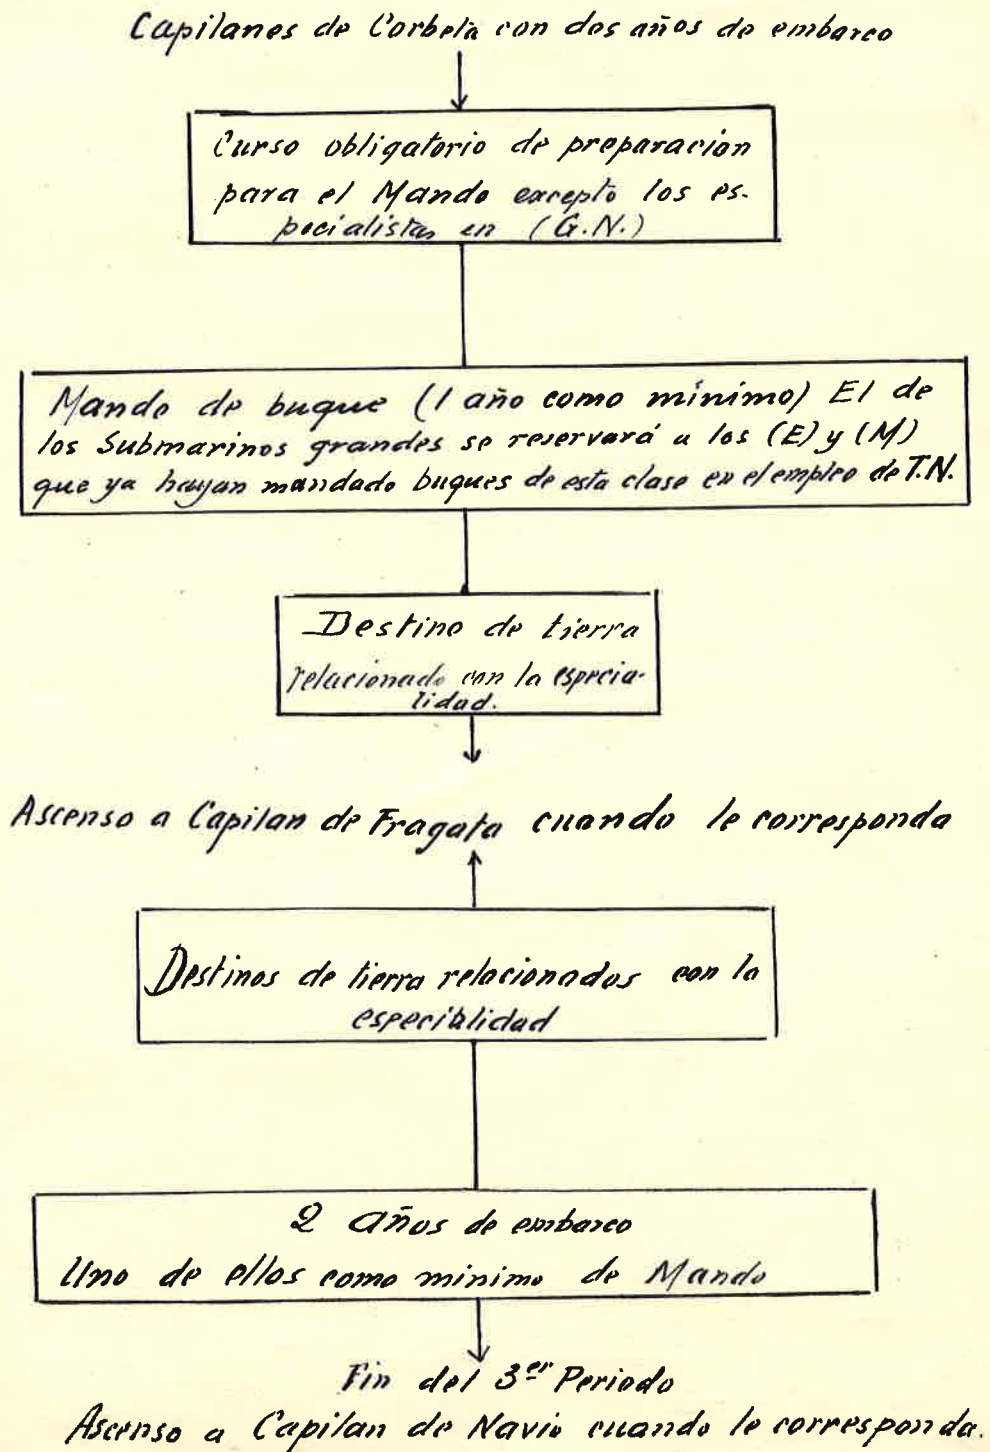 Capitanes de Corbeta con dos años de embarco
Curso obligatorio de preparación
para el Mando excepto los es-
pecialistas en (G.N.)
Mando de buque (1 año como mínimo) El de
los Submarinos grandes se reservará a los (E) y (M)
que ya hayan mandado buques de esta clase en el empleo de T.N.
Destino de tierra
relacionado con la especia-
lidad.
Ascenso a Capitan de Fragata cuando le corresponda
Destinos de tierra relacionados con la
especialidad
2 años de embarco
Uno de ellos como minimo de Mando
Fin del 3er Periodo
Ascenso a Capitan de Navio cuando le corresponda.